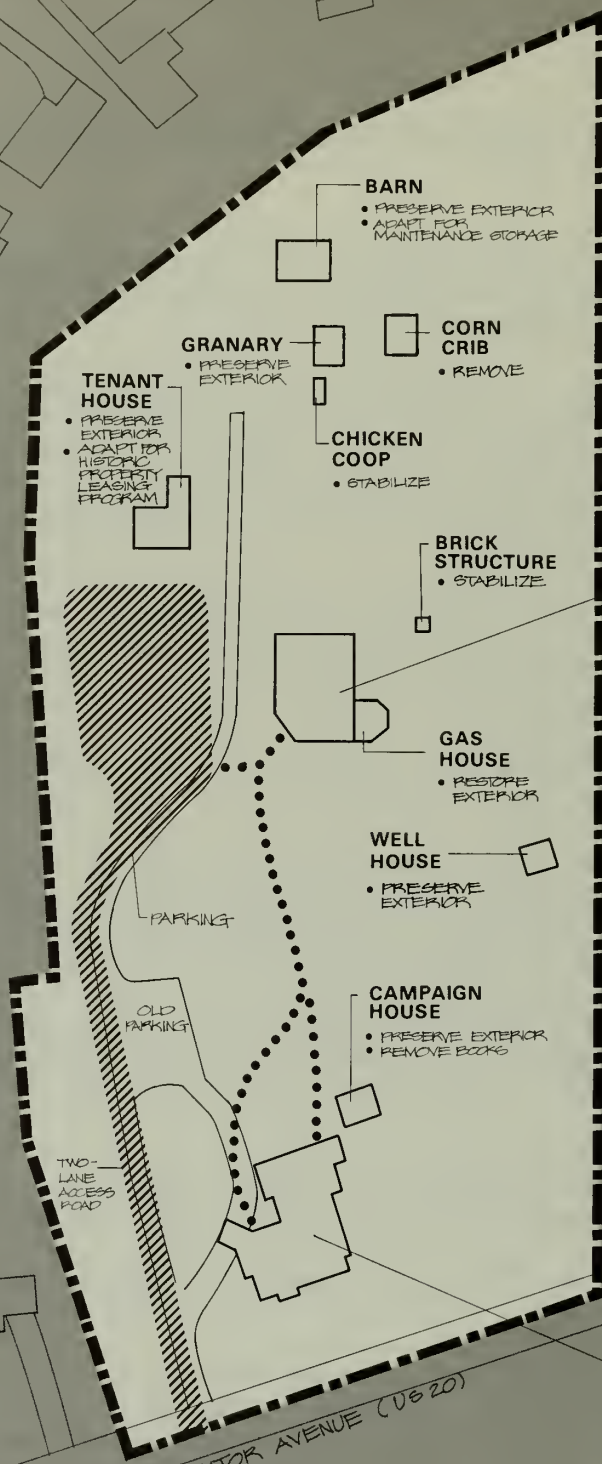 BARN
• PRESERVE EXTERIOR
• ADAPT FOR
MAINTENANCE STORAGE
GRANARY
• PRESERVE
EXTERIOR
CORN
CRIB
• REMOVE
TENANT
HOUSE
• PRESERVE
EXTERIOR
• ADAPT FOR
HISTORIC
PROPERTY
LEASING
PROGRAM
CHICKEN
COOP
• STABILIZE
BRICK
STRUCTURE
• STABILIZE
GAS
HOUSE
• RESTORE
EXTERIOR
WELL
HOUSE
• PRESERVE
EXTERIOR
PARKING
CAMPAIGN
HOUSE
• PRESERVE EXTERIOR
• REMOVE BOOKS
OLD
PARKING
TWO-
LANE
ACCESS
ROAD
TOR AVENUE (US 20)